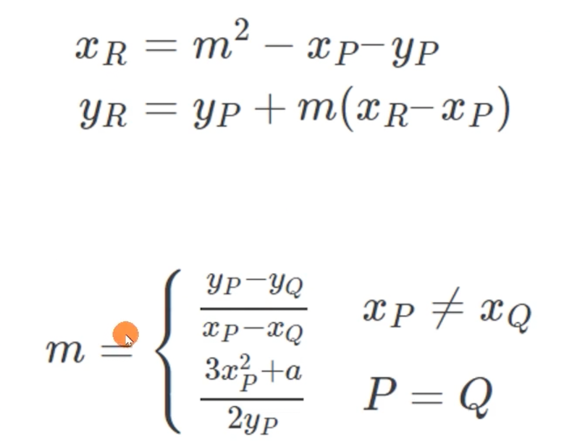 x_R = m² − x_P − y_P
y_R = y_P + m(x_R − x_P)
m = { (y_P − y_Q) / (x_P − x_Q)    x_P ≠ x_Q
(3x_P² + a) / (2y_P)    P = Q